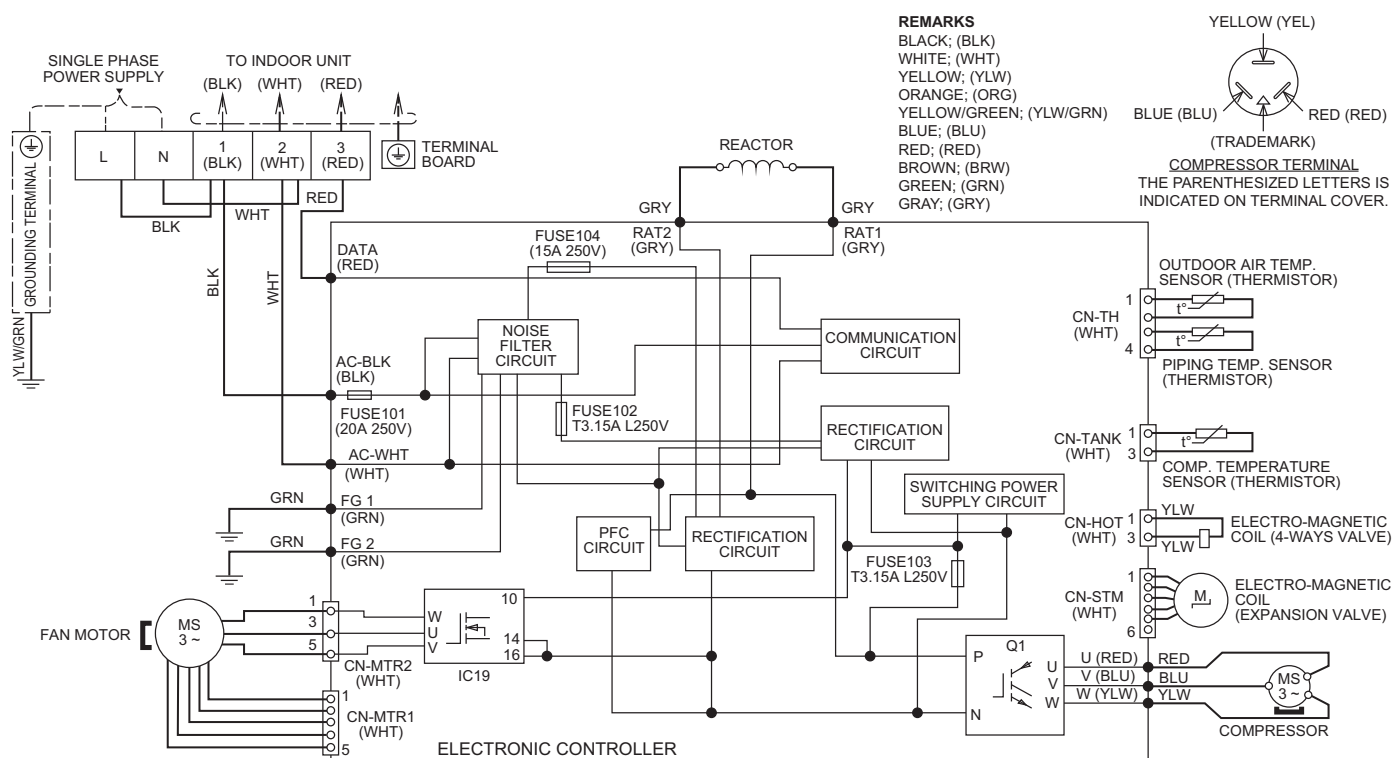 SINGLE PHASE
POWER SUPPLY
TO INDOOR UNIT
(BLK)
(WHT)
(RED)
L
N
1
(BLK)
2
(WHT)
3
(RED)
TERMINAL
BOARD
GROUNDING TERMINAL
YLW/GRN
BLK
WHT
RED
BLK
WHT
REMARKS
BLACK; (BLK)
WHITE; (WHT)
YELLOW; (YLW)
ORANGE; (ORG)
YELLOW/GREEN; (YLW/GRN)
BLUE; (BLU)
RED; (RED)
BROWN; (BRW)
GREEN; (GRN)
GRAY; (GRY)
YELLOW (YEL)
BLUE (BLU)
RED (RED)
(TRADEMARK)
COMPRESSOR TERMINAL
THE PARENTHESIZED LETTERS IS
INDICATED ON TERMINAL COVER.
REACTOR
GRY
GRY
RAT2
(GRY)
RAT1
(GRY)
DATA
(RED)
FUSE104
(15A 250V)
NOISE
FILTER
CIRCUIT
COMMUNICATION
CIRCUIT
AC-BLK
(BLK)
FUSE101
(20A 250V)
FUSE102
T3.15A L250V
RECTIFICATION
CIRCUIT
AC-WHT
(WHT)
SWITCHING POWER
SUPPLY CIRCUIT
GRN
FG 1
(GRN)
GRN
FG 2
(GRN)
PFC
CIRCUIT
RECTIFICATION
CIRCUIT
FUSE103
T3.15A L250V
OUTDOOR AIR TEMP.
SENSOR (THERMISTOR)
1
t°
CN-TH
(WHT)
t°
4
PIPING TEMP. SENSOR
(THERMISTOR)
CN-TANK
(WHT)
1
3
t°
COMP. TEMPERATURE
SENSOR (THERMISTOR)
CN-HOT
(WHT)
1
3
YLW
YLW
ELECTRO-MAGNETIC
COIL (4-WAYS VALVE)
CN-STM
(WHT)
1
6
M
ELECTRO-MAGNETIC
COIL
(EXPANSION VALVE)
FAN MOTOR
MS
3 ~
1
3
5
CN-MTR2
(WHT)
1
CN-MTR1
(WHT)
5
W
U
V
10
14
16
IC19
P
N
Q1
U
V
W
U (RED)
V (BLU)
W (YLW)
RED
BLU
YLW
MS
3 ~
COMPRESSOR
ELECTRONIC CONTROLLER